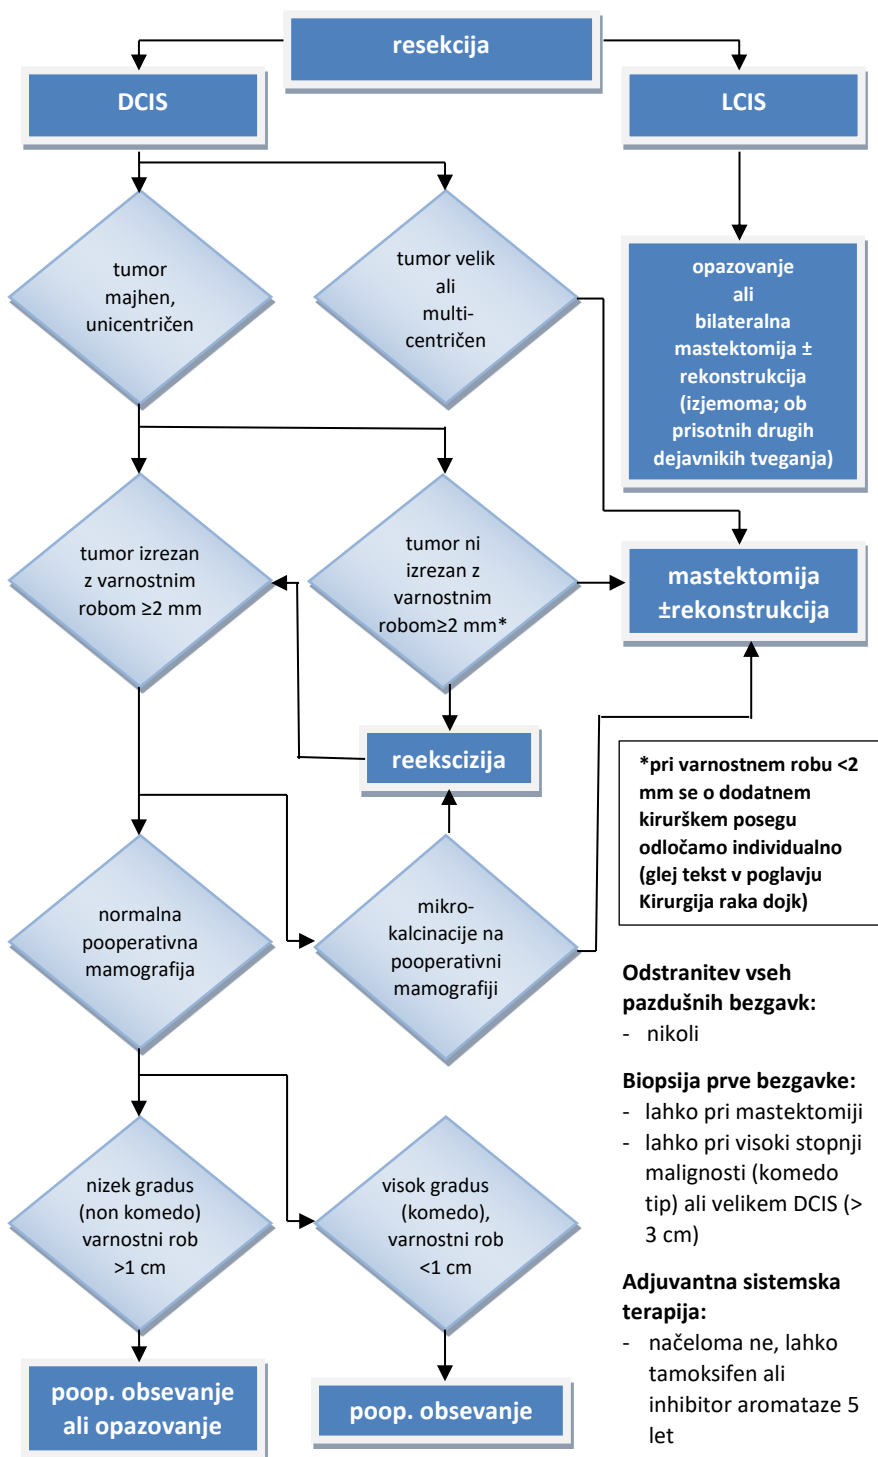 resekcija
DCIS
LCIS
tumor
majhen,
unicentričen
tumor velik
ali
multi-
centričen
opazovanje
ali
bilateralna
mastektomija ±
rekonstrukcija
(izjemoma; ob
prisotnih drugih
dejavnikih tveganja)
tumor izrezan
z varnostnim
robom ≥2 mm
tumor ni
izrezan z
varnostnim
robom≥2 mm*
mastektomija
±rekonstrukcija
reekscizija
*pri varnostnem robu <2
mm se o dodatnem
kirurškem posegu
odločamo individualno
(glej tekst v poglavju
Kirurgija raka dojk)
normalna
pooperativna
mamografija
mikro-
kalcinacije na
pooperativni
mamografiji
Odstranitev vseh
pazdušnih bezgavk:
- nikoli
Biopsija prve bezgavke:
- lahko pri mastektomiji
- lahko pri visoki stopnji
malignosti (komedo
tip) ali velikem DCIS (>
3 cm)
nizek gradus
(non komedo)
varnostni rob
>1 cm
visok gradus
(komedo),
varnostni rob
<1 cm
Adjuvantna sistemska
terapija:
- načeloma ne, lahko
tamoksifen ali
inhibitor aromataze 5
let
poop. obsevanje
ali opazovanje
poop. obsevanje